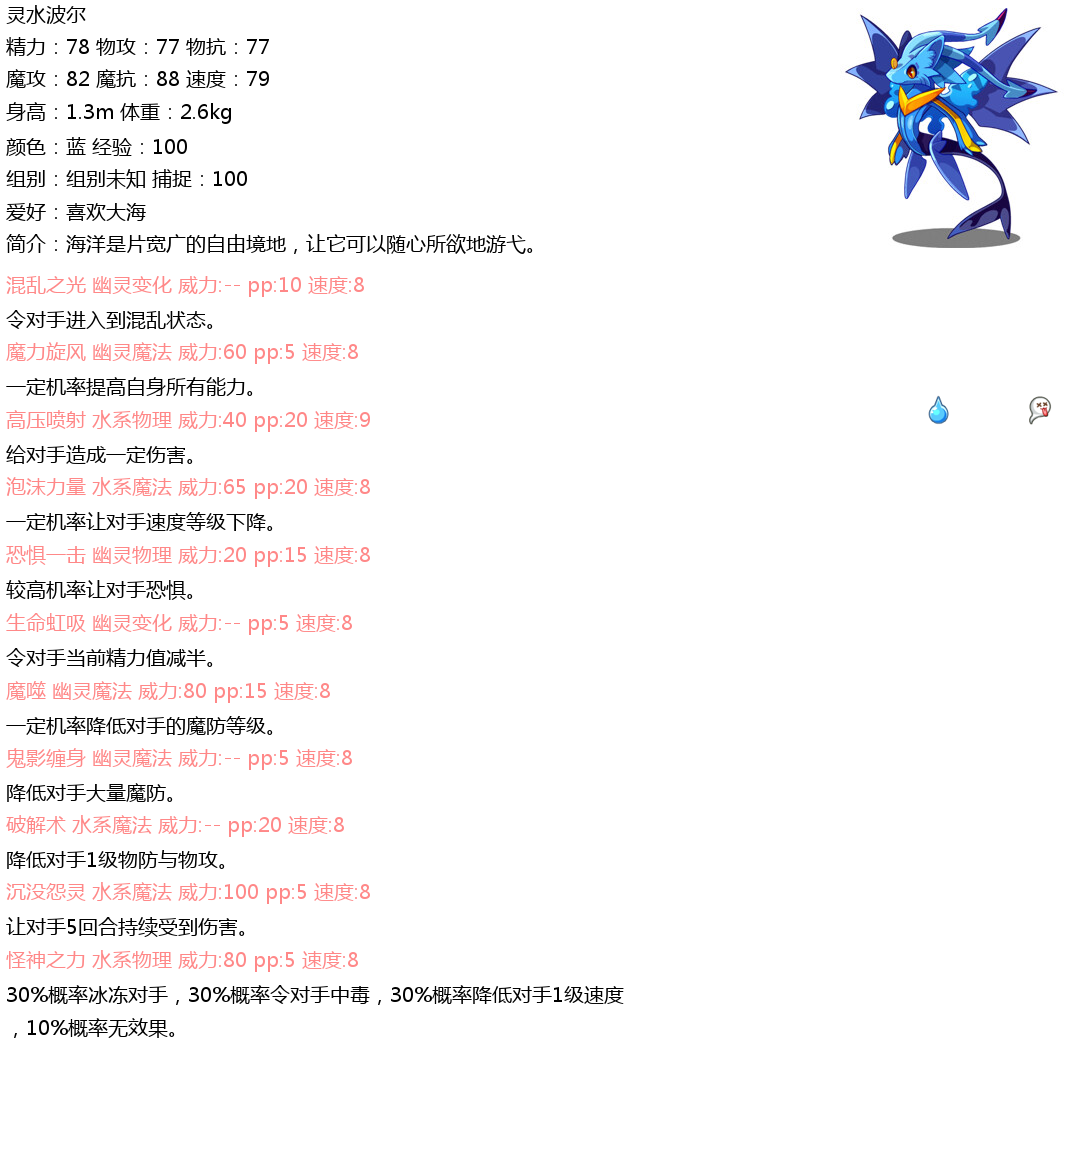 灵水波尔
精力：78 物攻：77 物抗：77
魔攻：82 魔抗：88 速度：79
身高：1.3m 体重：2.6kg
颜色：蓝 经验：100
组别：组别未知 捕捉：100
爱好：喜欢大海
简介：海洋是片宽广的自由境地，让它可以随心所欲地游弋。
混乱之光 幽灵变化 威力:-- pp:10 速度:8
令对手进入到混乱状态。
魔力旋风 幽灵魔法 威力:60 pp:5 速度:8
一定机率提高自身所有能力。
高压喷射 水系物理 威力:40 pp:20 速度:9
给对手造成一定伤害。
泡沫力量 水系魔法 威力:65 pp:20 速度:8
一定机率让对手速度等级下降。
恐惧一击 幽灵物理 威力:20 pp:15 速度:8
较高机率让对手恐惧。
生命虹吸 幽灵变化 威力:-- pp:5 速度:8
令对手当前精力值减半。
魔噬 幽灵魔法 威力:80 pp:15 速度:8
一定机率降低对手的魔防等级。
鬼影缠身 幽灵魔法 威力:-- pp:5 速度:8
降低对手大量魔防。
破解术 水系魔法 威力:-- pp:20 速度:8
降低对手1级物防与物攻。
沉没怨灵 水系魔法 威力:100 pp:5 速度:8
让对手5回合持续受到伤害。
怪神之力 水系物理 威力:80 pp:5 速度:8
30%概率冰冻对手，30%概率令对手中毒，30%概率降低对手1级速度
，10%概率无效果。